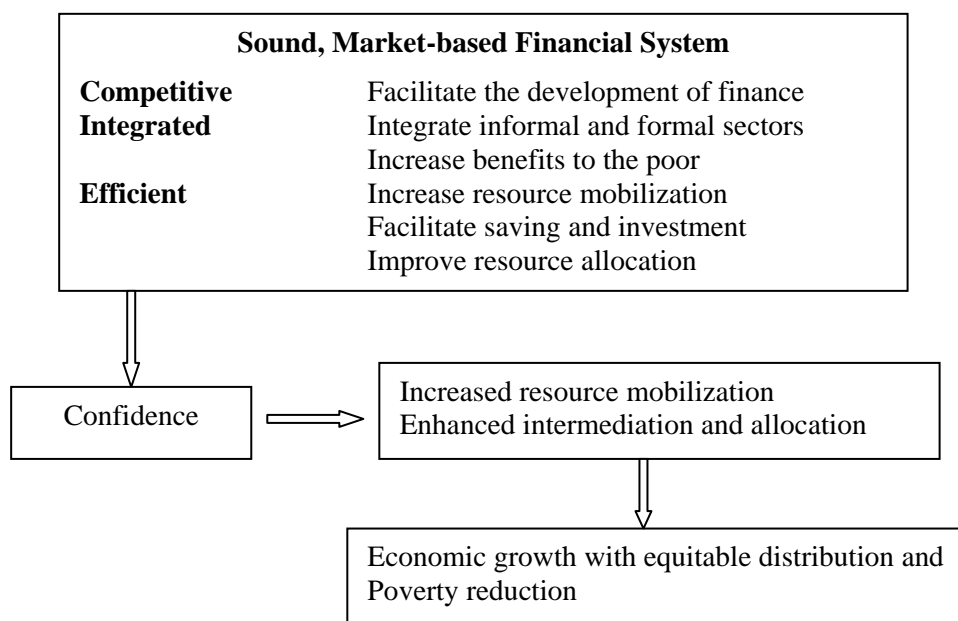 Sound, Market-based Financial System
Competitive Facilitate the development of finance
Integrated Integrate informal and formal sectors
Increase benefits to the poor
Efficient Increase resource mobilization
Facilitate saving and investment
Improve resource allocation
Confidence
Increased resource mobilization
Enhanced intermediation and allocation
Economic growth with equitable distribution and
Poverty reduction